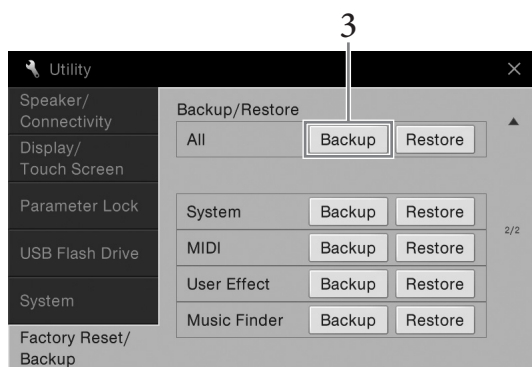 3
Utility
Speaker/
Connectivity
Display/
Touch Screen
Parameter Lock
USB Flash Drive
System
Factory Reset/
Backup
Backup/Restore
All Backup Restore
System Backup Restore
MIDI Backup Restore
User Effect Backup Restore
Music Finder Backup Restore
2/2